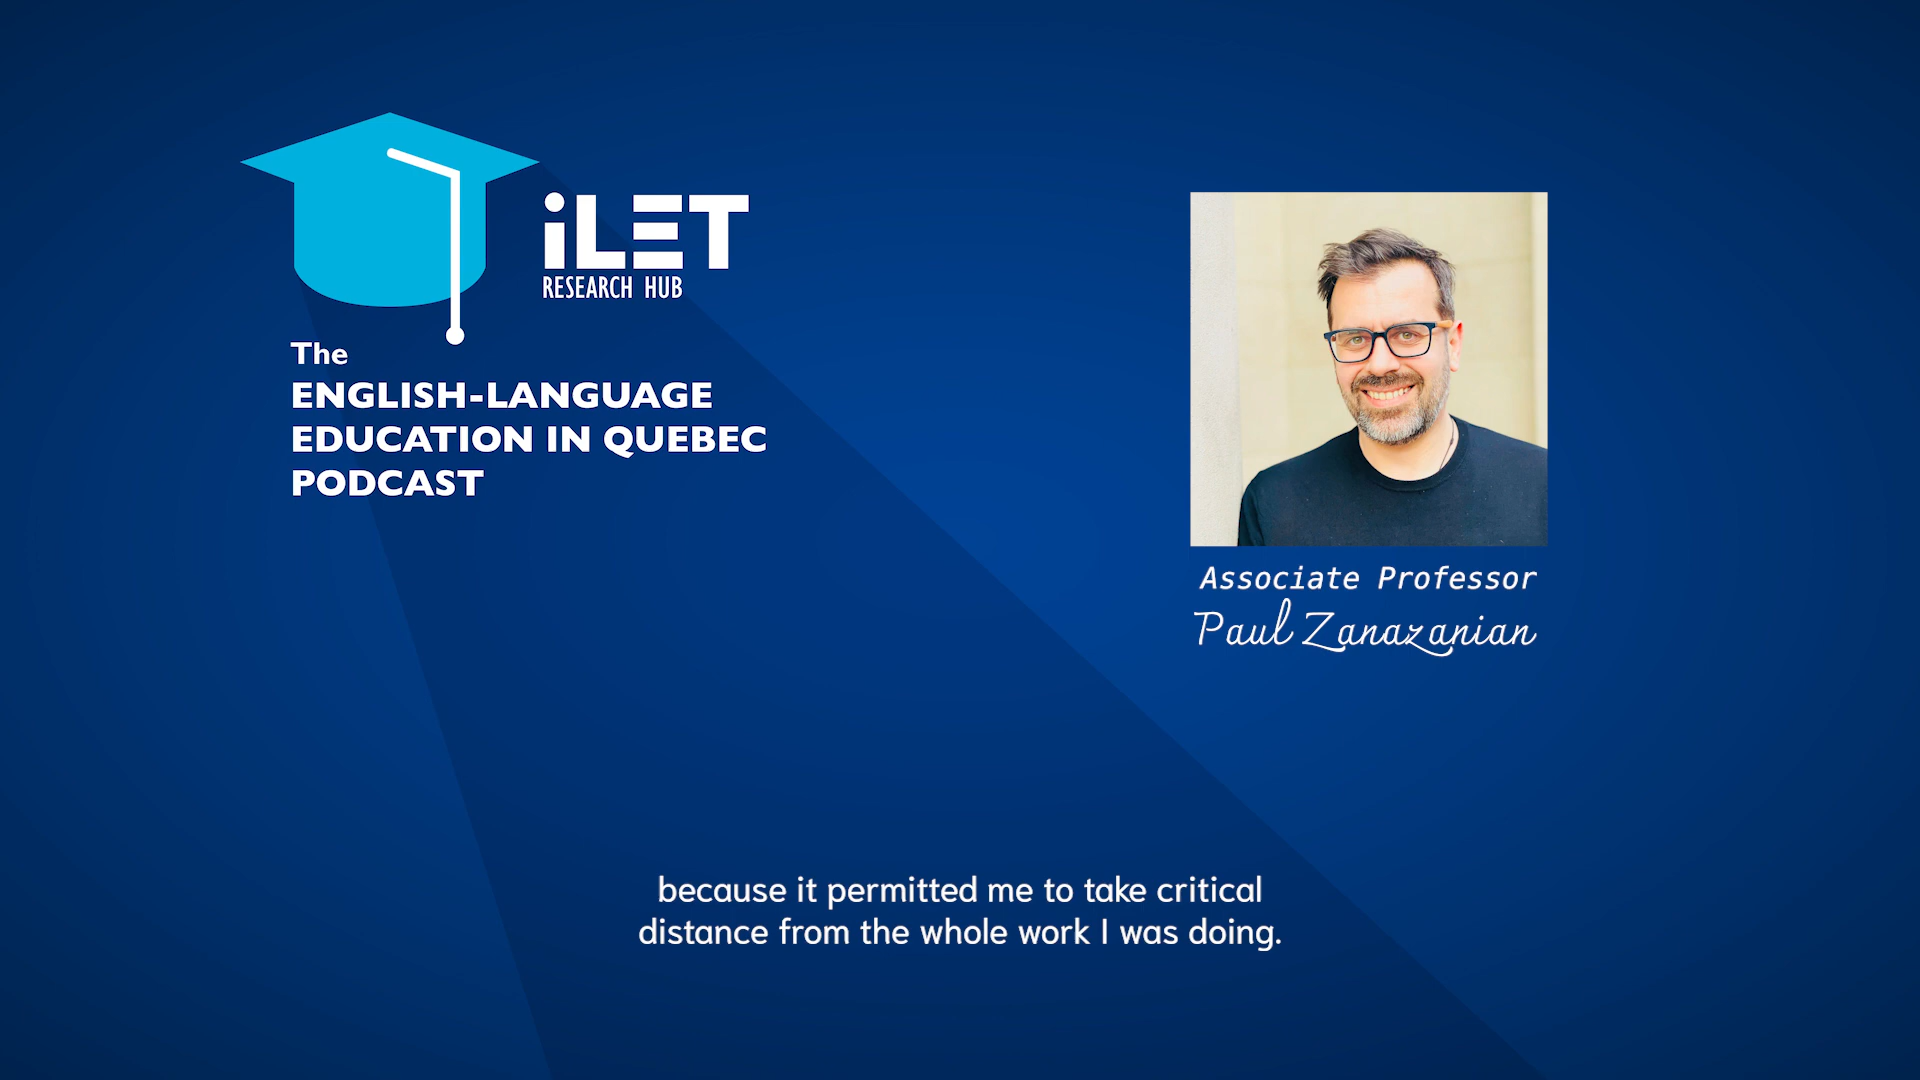 iLET
RESEARCH HUB
The
ENGLISH-LANGUAGE
EDUCATION IN QUEBEC
PODCAST
Associate Professor
Paul Zanazanian
because it permitted me to take critical
distance from the whole work I was doing.